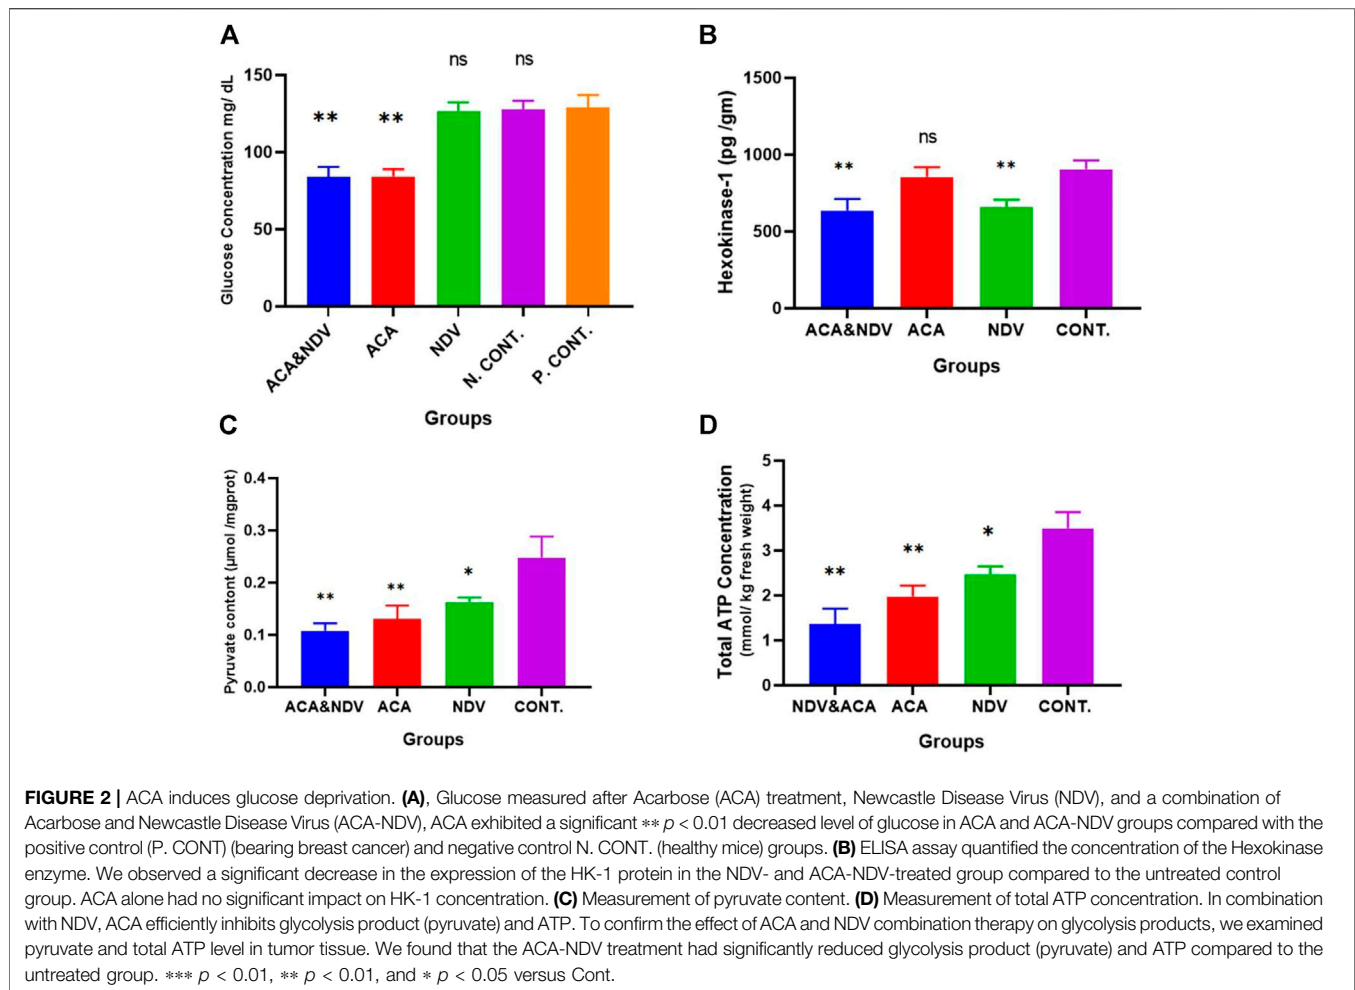 A
Glucose Concentration mg/ dL
150
100
50
0
**
**
ns
ns
ACA&NDV
ACA
NDV
N. CONT.
P. CONT.
Groups
B
Hexokinase-1 (pg /gm)
1500
1000
500
0
**
ns
**
ACA&NDV
ACA
NDV
CONT.
Groups
C
Pyruvate contont (µmol /mgprot)
0.4
0.3
0.2
0.1
0.0
**
**
*
ACA&NDV
ACA
NDV
CONT.
Groups
D
Total ATP Concentration
(mmol/ kg fresh weight)
5
4
3
2
1
0
**
**
*
NDV&ACA
ACA
NDV
CONT.
Groups
FIGURE 2 | ACA induces glucose deprivation. (A), Glucose measured after Acarbose (ACA) treatment, Newcastle Disease Virus (NDV), and a combination of
Acarbose and Newcastle Disease Virus (ACA-NDV), ACA exhibited a significant ** p < 0.01 decreased level of glucose in ACA and ACA-NDV groups compared with the
positive control (P. CONT) (bearing breast cancer) and negative control N. CONT. (healthy mice) groups. (B) ELISA assay quantified the concentration of the Hexokinase
enzyme. We observed a significant decrease in the expression of the HK-1 protein in the NDV- and ACA-NDV-treated group compared to the untreated control
group. ACA alone had no significant impact on HK-1 concentration. (C) Measurement of pyruvate content. (D) Measurement of total ATP concentration. In combination
with NDV, ACA efficiently inhibits glycolysis product (pyruvate) and ATP. To confirm the effect of ACA and NDV combination therapy on glycolysis products, we examined
pyruvate and total ATP level in tumor tissue. We found that the ACA-NDV treatment had significantly reduced glycolysis product (pyruvate) and ATP compared to the
untreated group. *** p < 0.01, ** p < 0.01, and * p < 0.05 versus Cont.